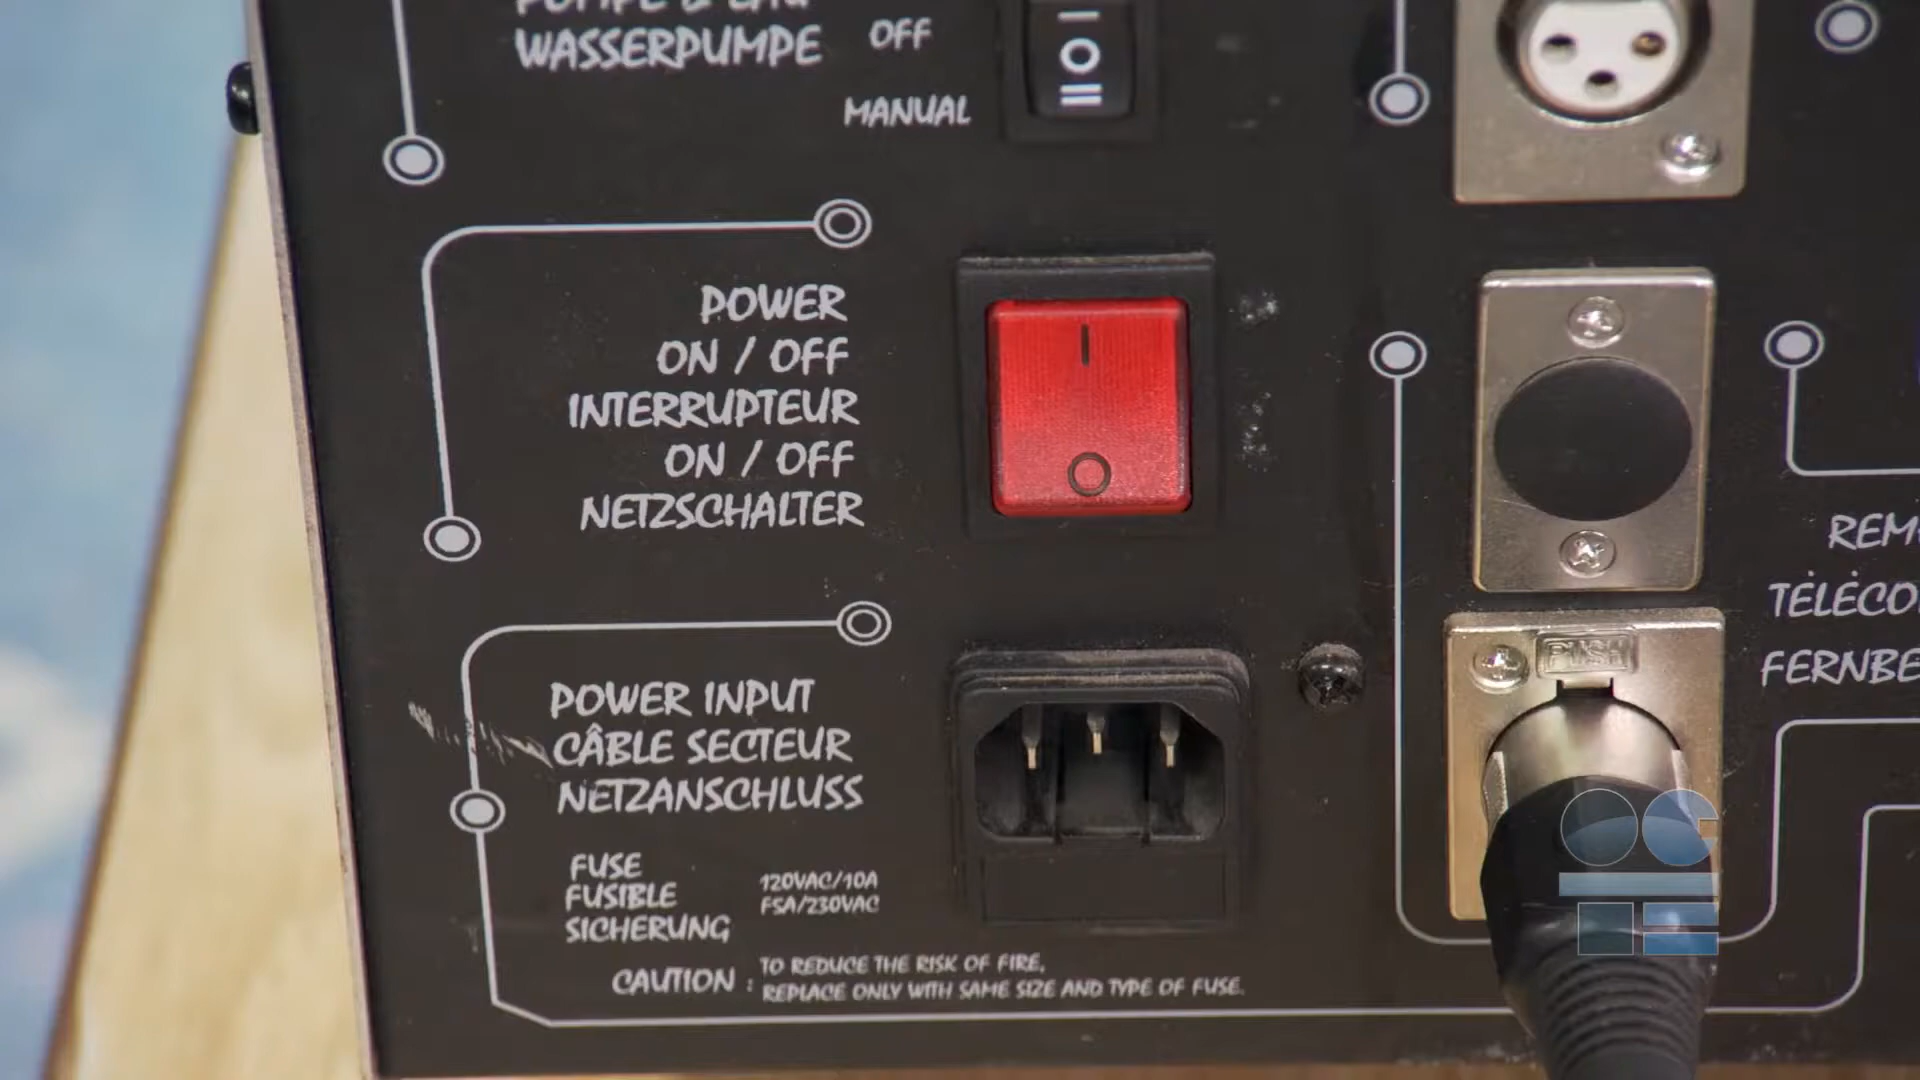 WASSERPUMPE
OFF
MANUAL
POWER
ON / OFF
INTERRUPTEUR
ON / OFF
NETZSCHALTER
POWER INPUT
CÂBLE SECTEUR
NETZANSCHLUSS
FUSE
FUSIBLE
SICHERUNG
120VAC/10A
F5A/230VAC
CAUTION :
TO REDUCE THE RISK OF FIRE,
REPLACE ONLY WITH SAME SIZE AND TYPE OF FUSE.
PUSH